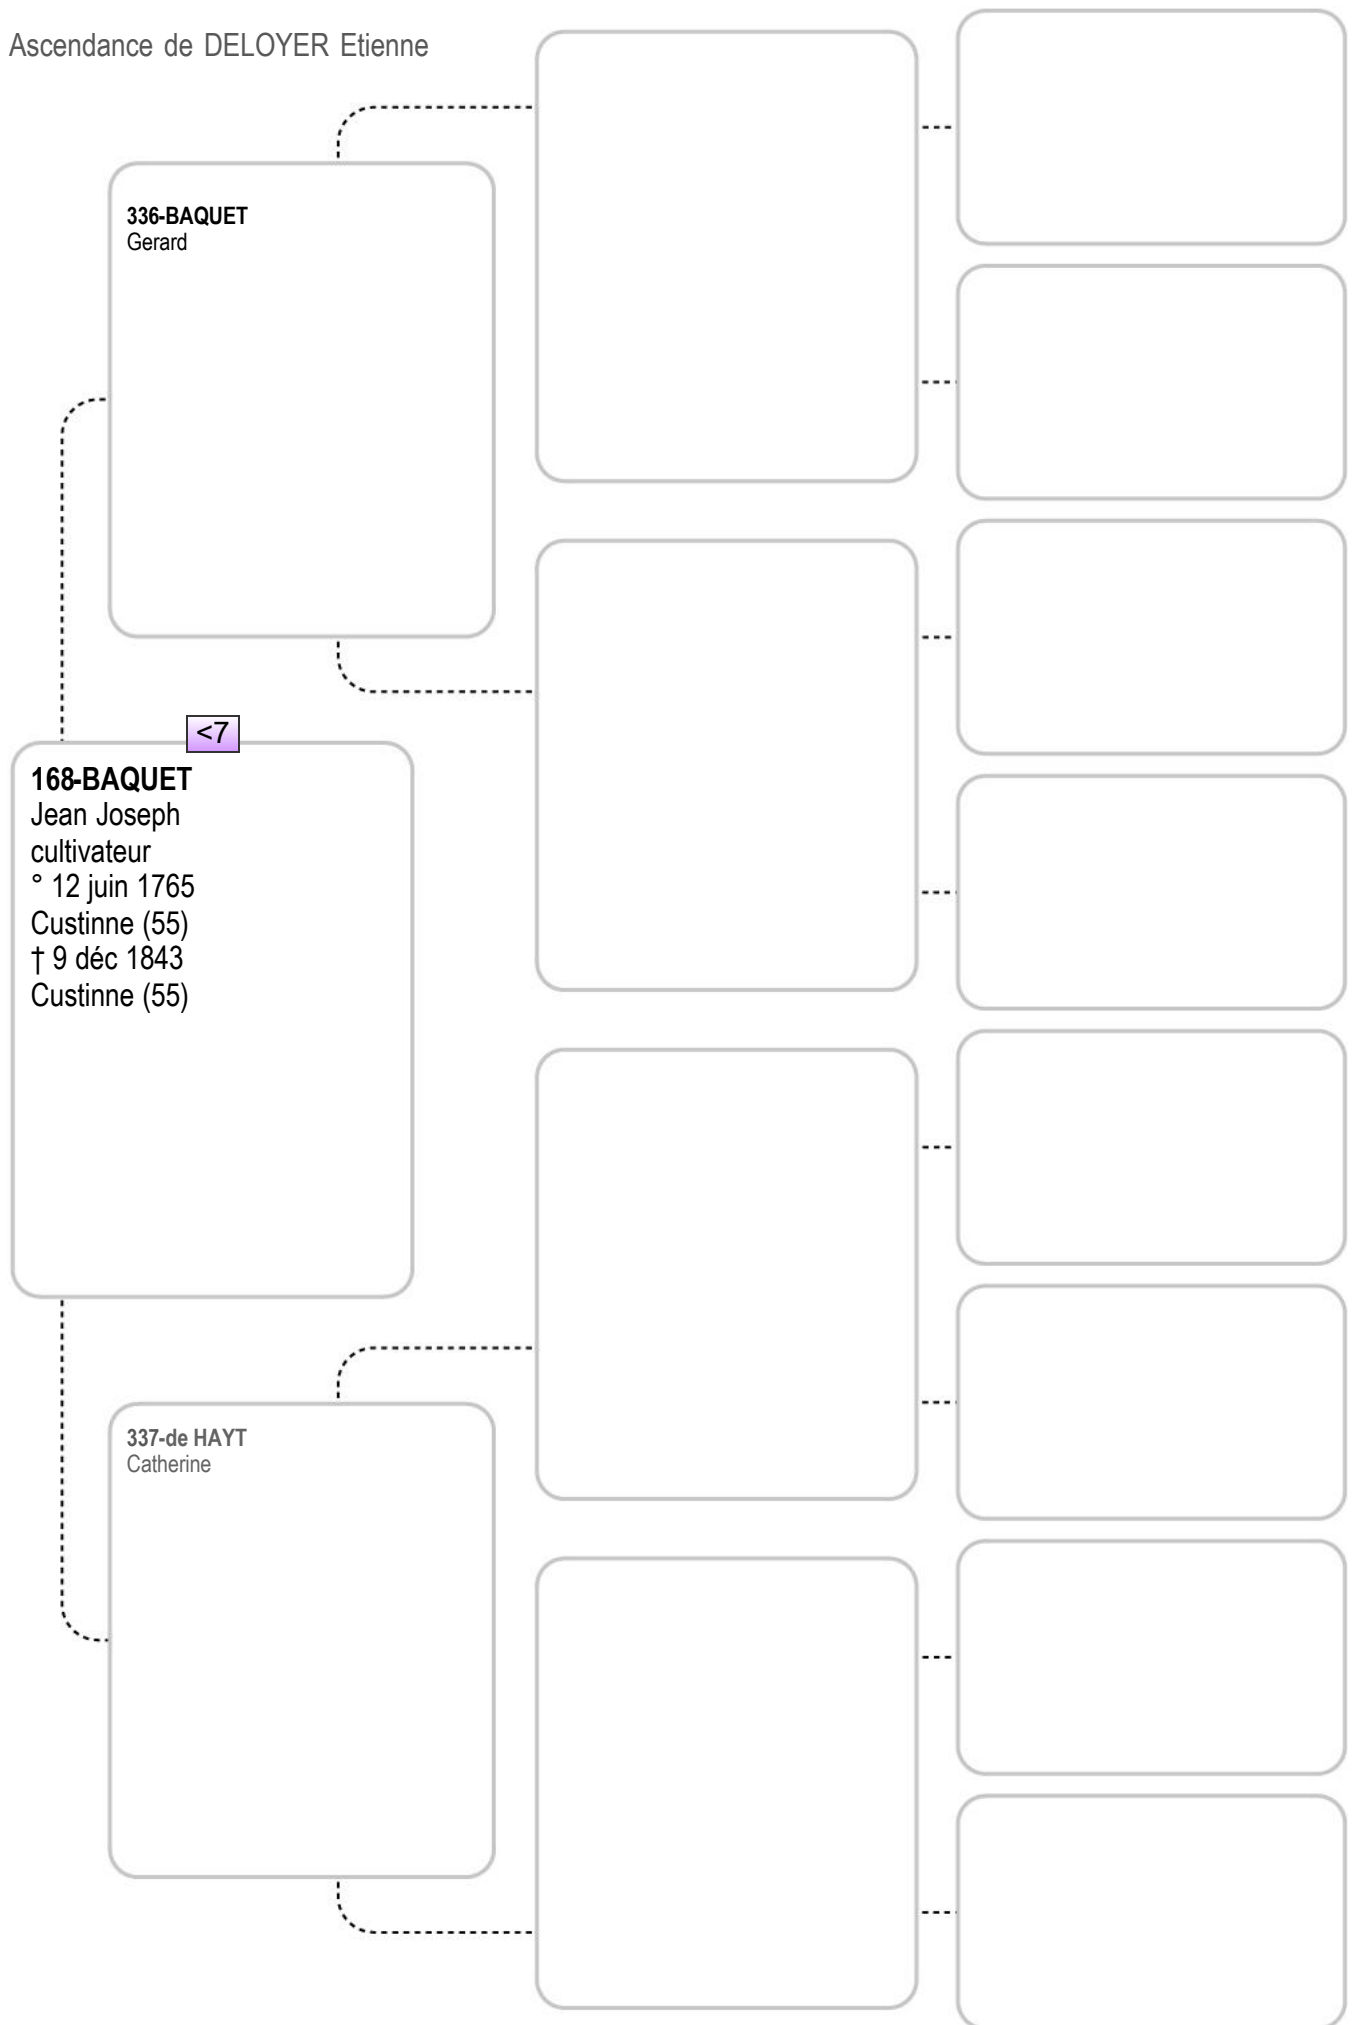 Ascendance de DELOYER Etienne
336-BAQUET
Gerard
<7
168-BAQUET
Jean Joseph
cultivateur
° 12 juin 1765
Custinne (55)
† 9 déc 1843
Custinne (55)
337-de HAYT
Catherine